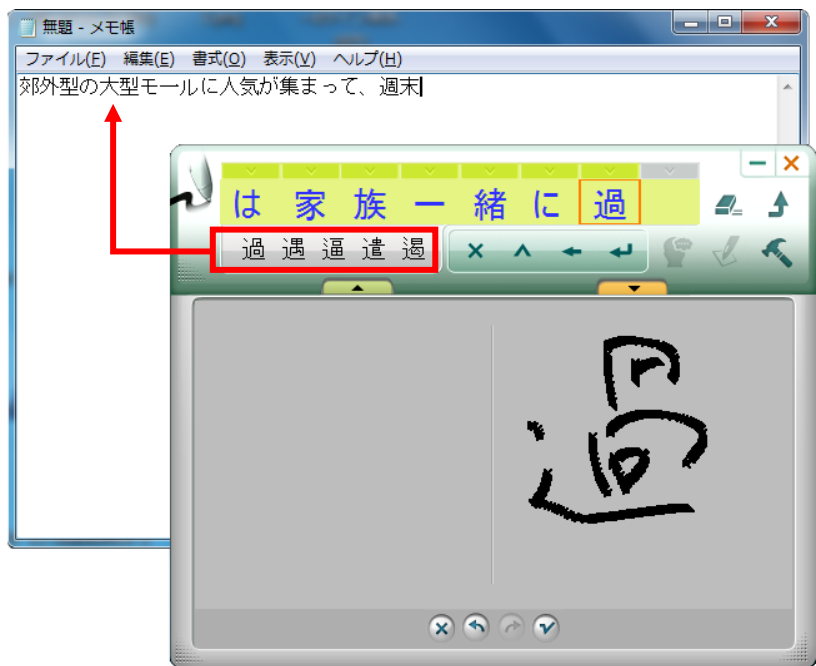 無題 - メモ帳
ファイル(F) 編集(E) 書式(O) 表示(V) ヘルプ(H)
郊外型の大型モールに人気が集まって、週末
は家族一緒に過
過遇逼遣遏
過